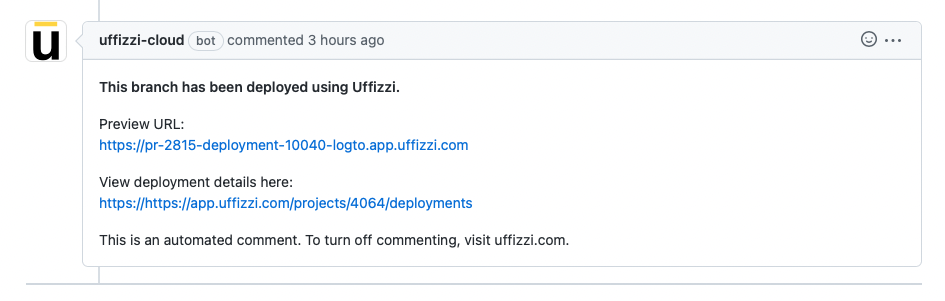 ū
uffizzi-cloud bot commented 3 hours ago
This branch has been deployed using Uffizzi.
Preview URL:
https://pr-2815-deployment-10040-logto.app.uffizzi.com
View deployment details here:
https://https://app.uffizzi.com/projects/4064/deployments
This is an automated comment. To turn off commenting, visit uffizzi.com.